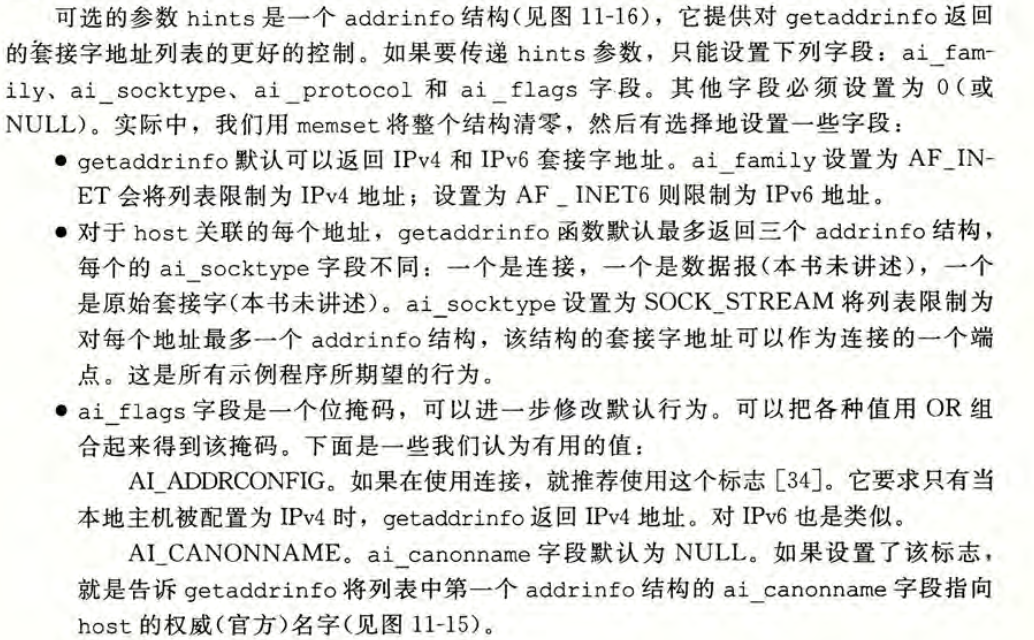 可选的参数 hints 是一个 addrinfo 结构(见图 11-16)，它提供对 getaddrinfo 返回
的套接字地址列表的更好的控制。如果要传递 hints 参数，只能设置下列字段：ai_fam-
ily、ai_socktype、ai_protocol 和 ai_flags 字段。其他字段必须设置为 0(或
NULL)。实际中，我们用 memset 将整个结构清零，然后有选择地设置一些字段：
● getaddrinfo 默认可以返回 IPv4 和 IPv6 套接字地址。ai_family 设置为 AF_IN-
ET 会将列表限制为 IPv4 地址；设置为 AF _ INET6 则限制为 IPv6 地址。
● 对于 host 关联的每个地址，getaddrinfo 函数默认最多返回三个 addrinfo 结构，
每个的 ai_socktype 字段不同：一个是连接，一个是数据报(本书未讲述)，一个
是原始套接字(本书未讲述)。ai_socktype 设置为 SOCK_STREAM 将列表限制为
对每个地址最多一个 addrinfo 结构，该结构的套接字地址可以作为连接的一个端
点。这是所有示例程序所期望的行为。
● ai_flags 字段是一个位掩码，可以进一步修改默认行为。可以把各种值用 OR 组
合起来得到该掩码。下面是一些我们认为有用的值：
AI_ADDRCONFIG。如果在使用连接，就推荐使用这个标志［34］。它要求只有当
本地主机被配置为 IPv4 时，getaddrinfo 返回 IPv4 地址。对 IPv6 也是类似。
AI_CANONNAME。ai_canonname 字段默认为 NULL。如果设置了该标志，
就是告诉 getaddrinfo 将列表中第一个 addrinfo 结构的 ai_canonname 字段指向
host 的权威(官方)名字(见图 11-15)。